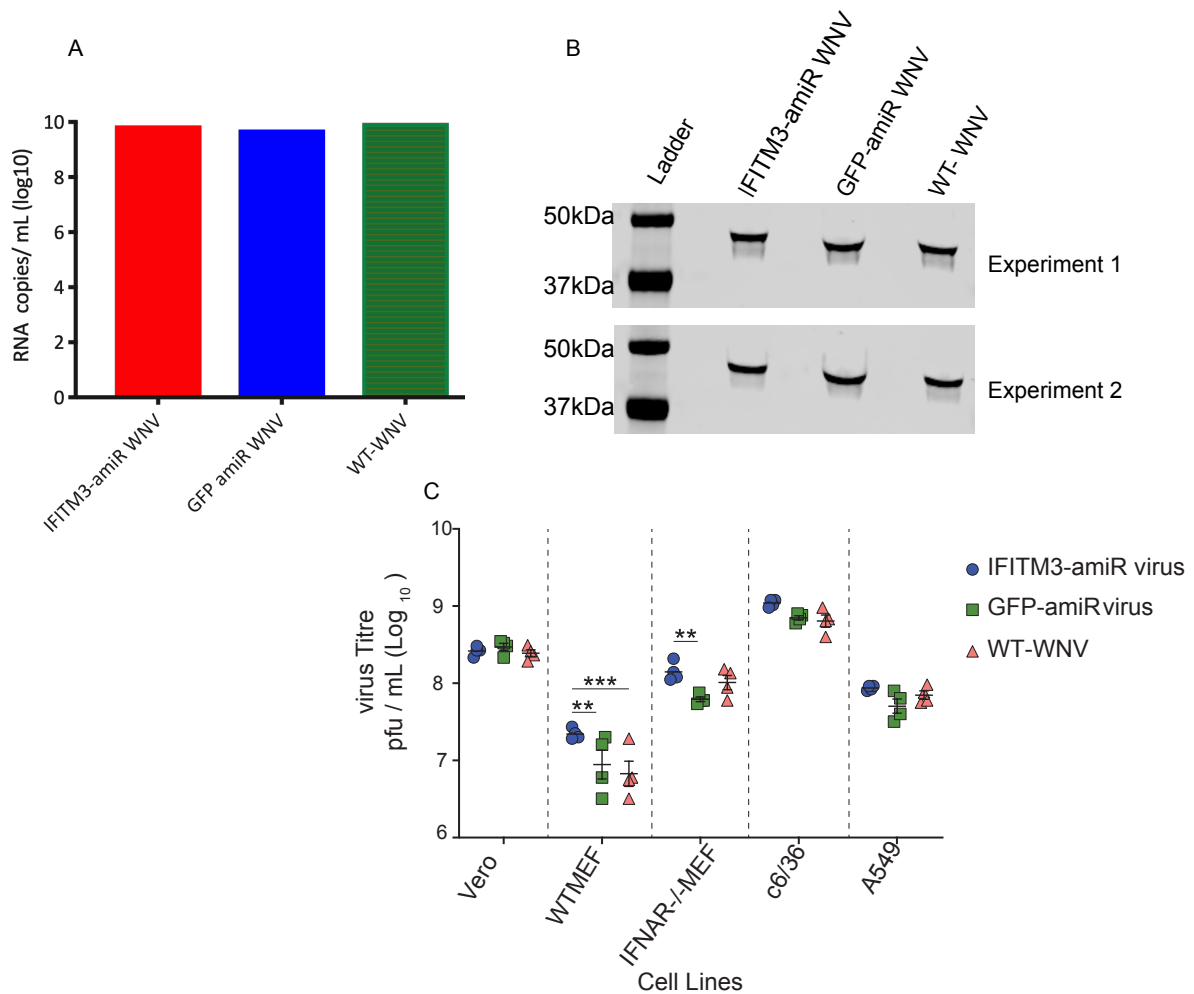 A
RNA copies/ mL (log10)
10
8
6
4
2
0
IFITM3-amiR WNV
GFP amiR WNV
WT-WNV
B
Ladder
IFITM3-amiR WNV
GFP-amiR WNV
WT- WNV
50kDa
37kDa
Experiment 1
50kDa
37kDa
Experiment 2
C
virus Titre
pfu / mL (Log 10 )
10
9
8
7
6
**
***
**
Vero
WTMEF
IFNAR-/-MEF
c6/36
A549
Cell Lines
IFITM3-amiR virus
GFP-amiR virus
WT-WNV